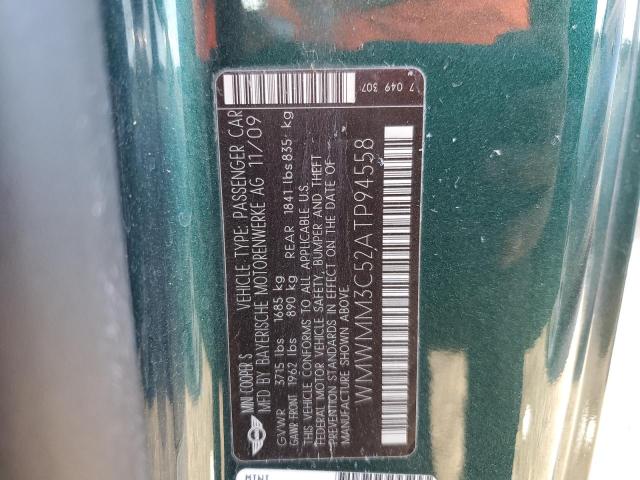 MINI COOPER S VEHICLE TYPE: PASSENGER CAR
MFD BY BAYERISCHE MOTORENWERKE AG 11/09
GVWR 3715 lbs 1685 kg
GAWR-FRONT 1962 lbs 890 kg REAR 1841 lbs 835 kg
THIS VEHICLE CONFORMS TO ALL APPLICABLE U.S.
FEDERAL MOTOR VEHICLE SAFETY, BUMPER AND THEFT
PREVENTION STANDARDS IN EFFECT ON THE DATE OF
MANUFACTURE SHOWN ABOVE.
WMWMM3C52ATP94558
7 049 307
MINI